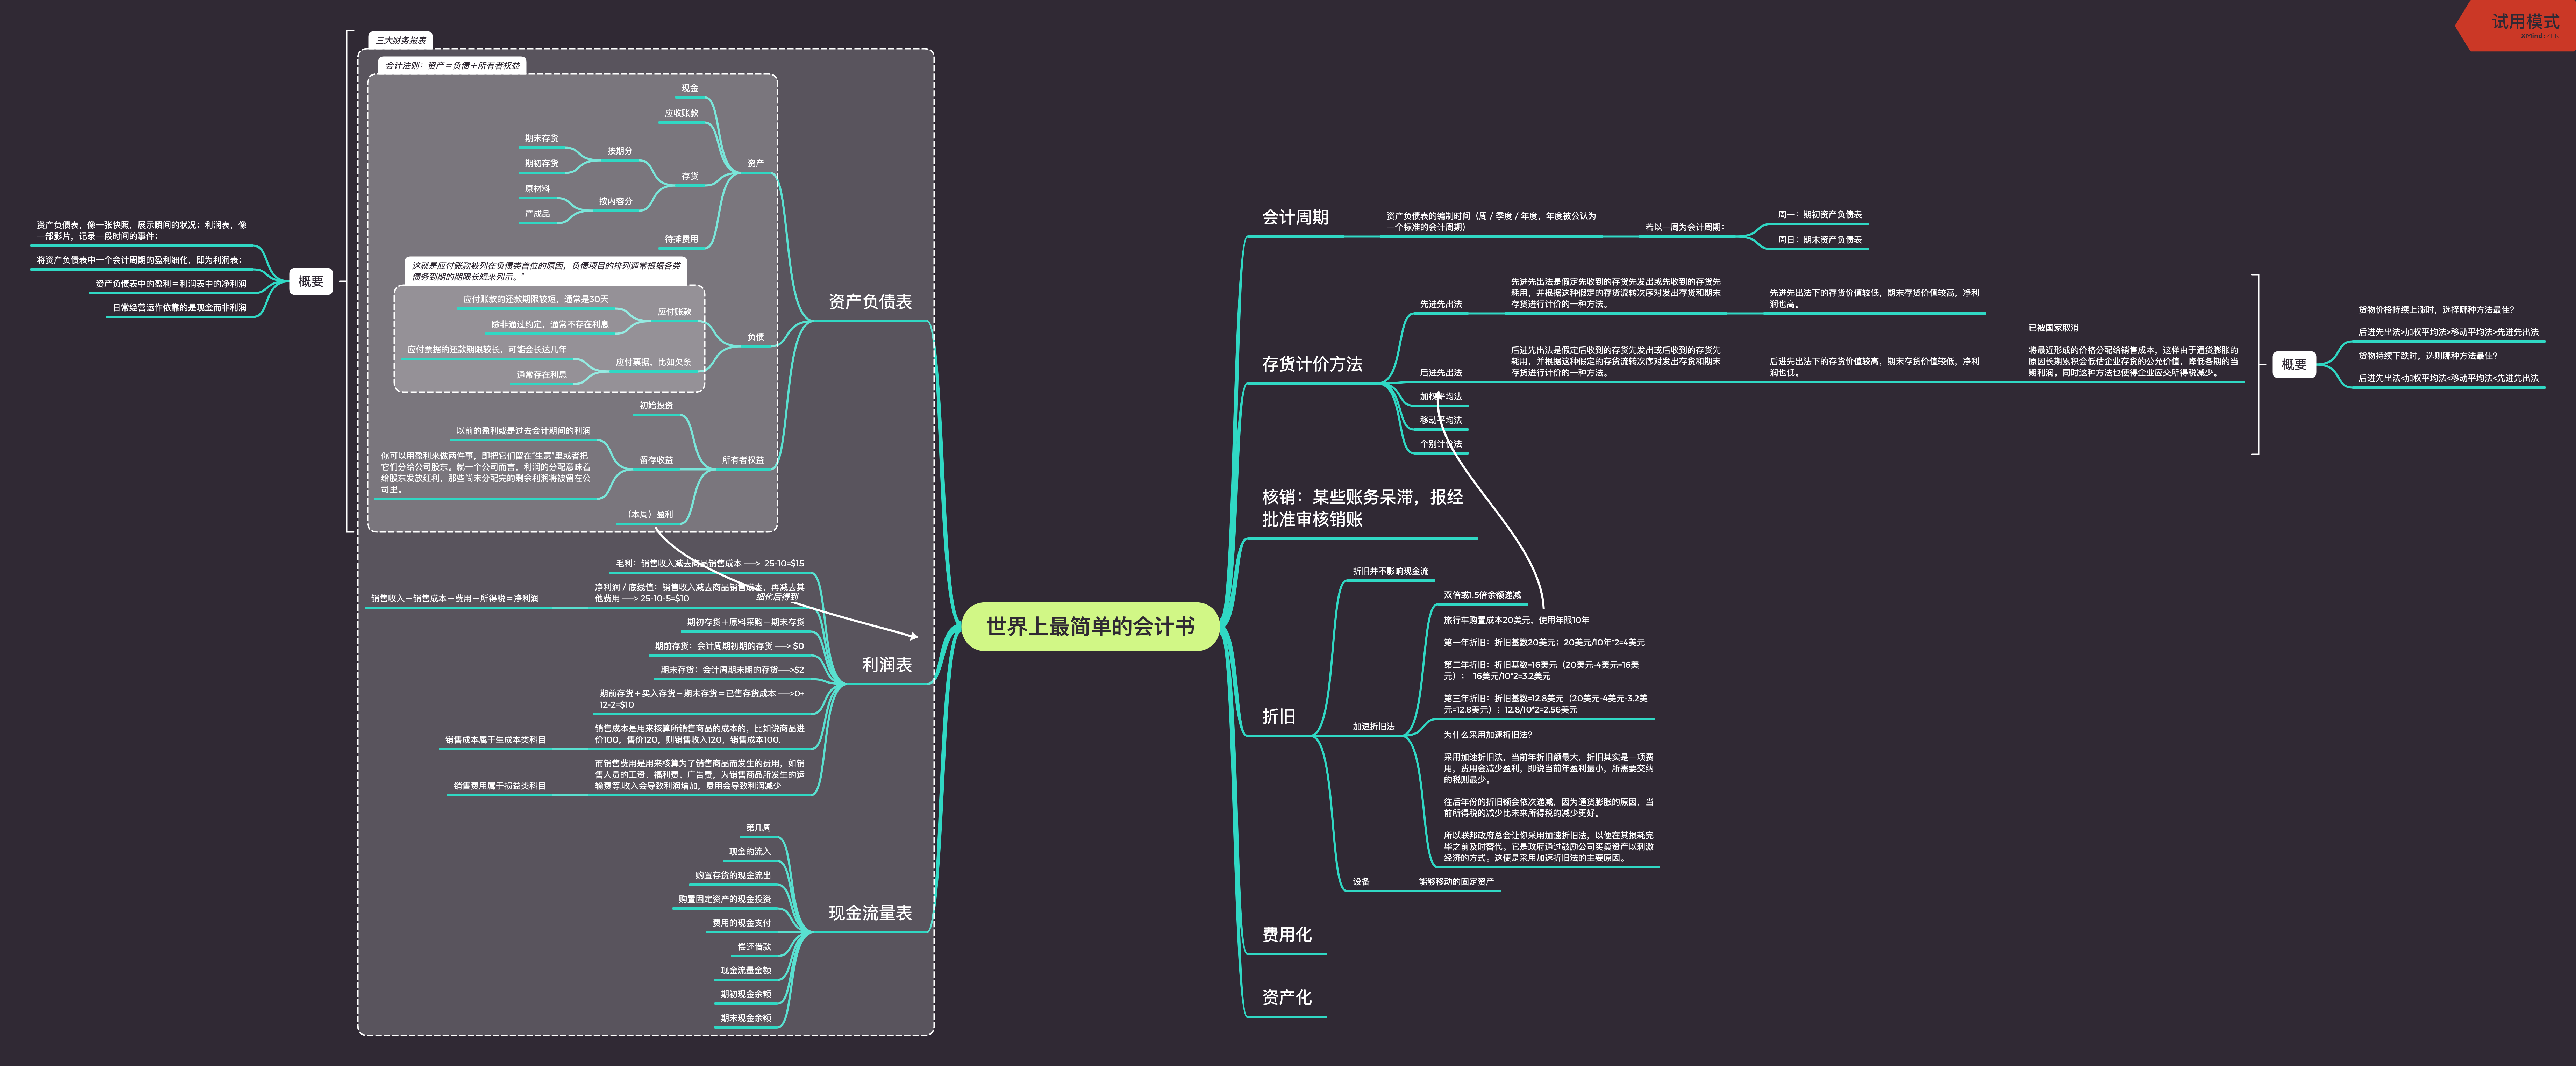 试用模式
XMind:ZEN
三大财务报表
会计法则：资产＝负债＋所有者权益
现金
应收账款
期末存货
期初存货
按期分
原材料
产成品
按内容分
存货
待摊费用
资产
这就是应付账款被列在负债类首位的原因，负债项目的排列通常根据各类
债务到期的期限长短来列示。"
应付账款的还款期限较短，通常是30天
除非通过约定，通常不存在利息
应付账款
应付票据的还款期限较长，可能会长达几年
通常存在利息
应付票据，比如欠条
负债
初始投资
以前的盈利或是过去会计期间的利润
你可以用盈利来做两件事，即把它们留在"生意"里或者把
它们分给公司股东。就一个公司而言，利润的分配意味着
给股东发放红利，那些尚未分配完的剩余利润将被留在公
司里。
留存收益
（本周）盈利
所有者权益
资产负债表
资产负债表，像一张快照，展示瞬间的状况；利润表，像
一部影片，记录一段时间的事件；
将资产负债表中一个会计周期的盈利细化，即为利润表；
资产负债表中的盈利＝利润表中的净利润
日常经营运作依靠的是现金而非利润
概要
毛利：销售收入减去商品销售成本 ——> 25-10=$15
净利润 / 底线值：销售收入减去商品销售成本，再减去其
他费用 ——> 25-10-5=$10
细化后得到
销售收入－销售成本－费用－所得税＝净利润
期初存货＋原料采购－期末存货
期前存货：会计周期初期的存货 ——> $0
期末存货：会计周期末期的存货——>$2
期前存货＋买入存货－期末存货＝已售存货成本 ——>0+
12-2=$10
销售成本是用来核算所销售商品的成本的，比如说商品进
价100，售价120，则销售收入120，销售成本100.
销售成本属于生成本类科目
而销售费用是用来核算为了销售商品而发生的费用，如销
售人员的工资、福利费、广告费，为销售商品所发生的运
输费等.收入会导致利润增加，费用会导致利润减少
销售费用属于损益类科目
利润表
第几周
现金的流入
购置存货的现金流出
购置固定资产的现金投资
费用的现金支付
偿还借款
现金流量金额
期初现金余额
期末现金余额
现金流量表
世界上最简单的会计书
会计周期
资产负债表的编制时间（周 / 季度 / 年度，年度被公认为
一个标准的会计周期）
若以一周为会计周期：
周一：期初资产负债表
周日：期末资产负债表
存货计价方法
先进先出法
先进先出法是假定先收到的存货先发出或先收到的存货先
耗用，并根据这种假定的存货流转次序对发出存货和期末
存货进行计价的一种方法。
先进先出法下的存货价值较低，期末存货价值较高，净利
润也高。
后进先出法
后进先出法是假定后收到的存货先发出或后收到的存货先
耗用，并根据这种假定的存货流转次序对发出存货和期末
存货进行计价的一种方法。
后进先出法下的存货价值较高，期末存货价值较低，净利
润也低。
已被国家取消
将最近形成的价格分配给销售成本，这样由于通货膨胀的
原因长期累积会低估企业存货的公允价值，降低各期的当
期利润。同时这种方法也使得企业应交所得税减少。
加权平均法
移动平均法
个别计价法
概要
货物价格持续上涨时，选择哪种方法最佳？
后进先出法>加权平均法>移动平均法>先进先出法
货物持续下跌时，选则哪种方法最佳？
后进先出法<加权平均法<移动平均法<先进先出法
核销：某些账务呆滞，报经
批准审核销账
折旧
折旧并不影响现金流
加速折旧法
双倍或1.5倍余额递减
旅行车购置成本20美元，使用年限10年
第一年折旧：折旧基数20美元；20美元/10年*2=4美元
第二年折旧：折旧基数=16美元（20美元-4美元=16美
元）； 16美元/10*2=3.2美元
第三年折旧：折旧基数=12.8美元（20美元-4美元-3.2美
元=12.8美元）；12.8/10*2=2.56美元
为什么采用加速折旧法？
采用加速折旧法，当前年折旧额最大，折旧其实是一项费
用，费用会减少盈利，即说当前年盈利最小，所需要交纳
的税则最少。
往后年份的折旧额会依次递减，因为通货膨胀的原因，当
前所得税的减少比未来所得税的减少更好。
所以联邦政府总会让你采用加速折旧法，以便在其损耗完
毕之前及时替代。它是政府通过鼓励公司买卖资产以刺激
经济的方式。这便是采用加速折旧法的主要原因。
设备
能够移动的固定资产
费用化
资产化